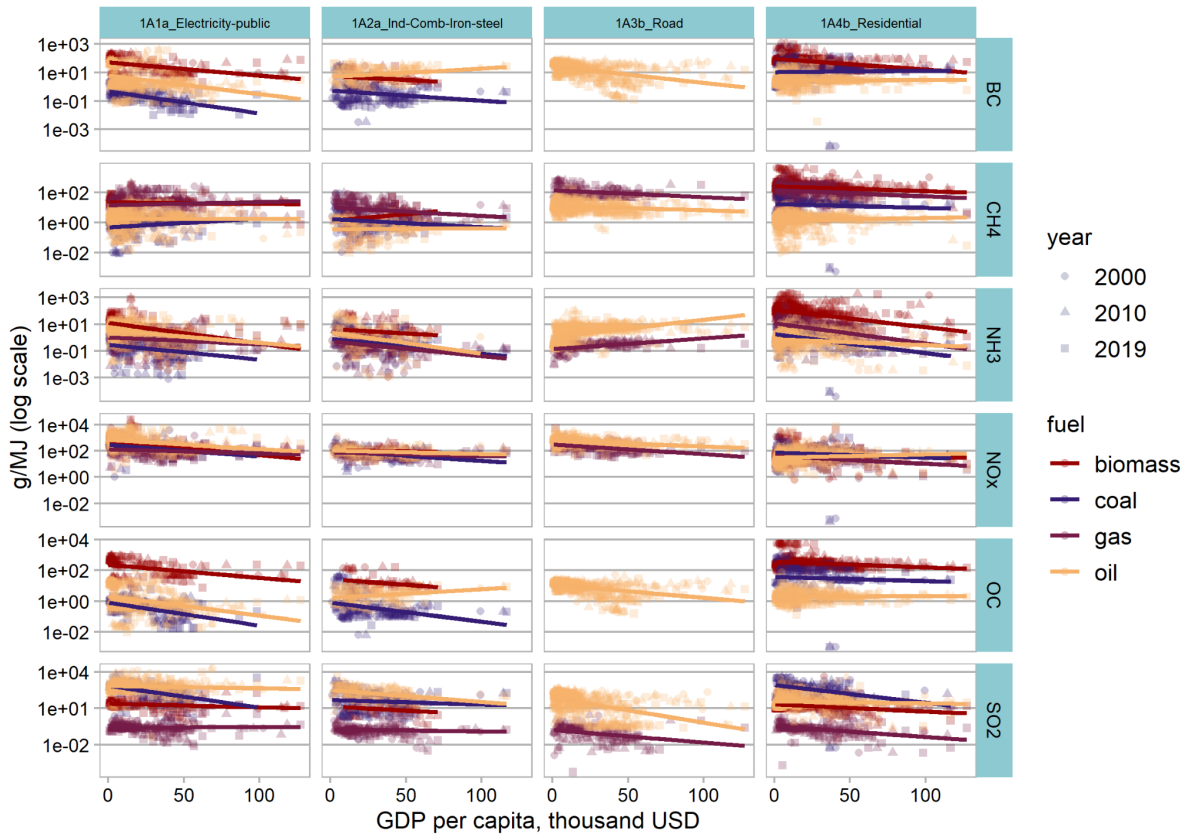 1A1a_Electricity-public 1A2a_Ind-Comb-Iron-steel 1A3b_Road 1A4b_Residential
1e+03
1e+01
1e-01
1e-03
BC
1e+02
1e+00
1e-02
CH4
1e+03
1e+01
1e-01
1e-03
NH3
1e+04
1e+02
1e+00
1e-02
NOx
1e+04
1e+02
1e+00
1e-02
OC
1e+04
1e+01
1e-02
SO2
g/MJ (log scale)
0 50 100 0 50 100 0 50 100 0 50 100
GDP per capita, thousand USD
year
2000
2010
2019
fuel
biomass
coal
gas
oil